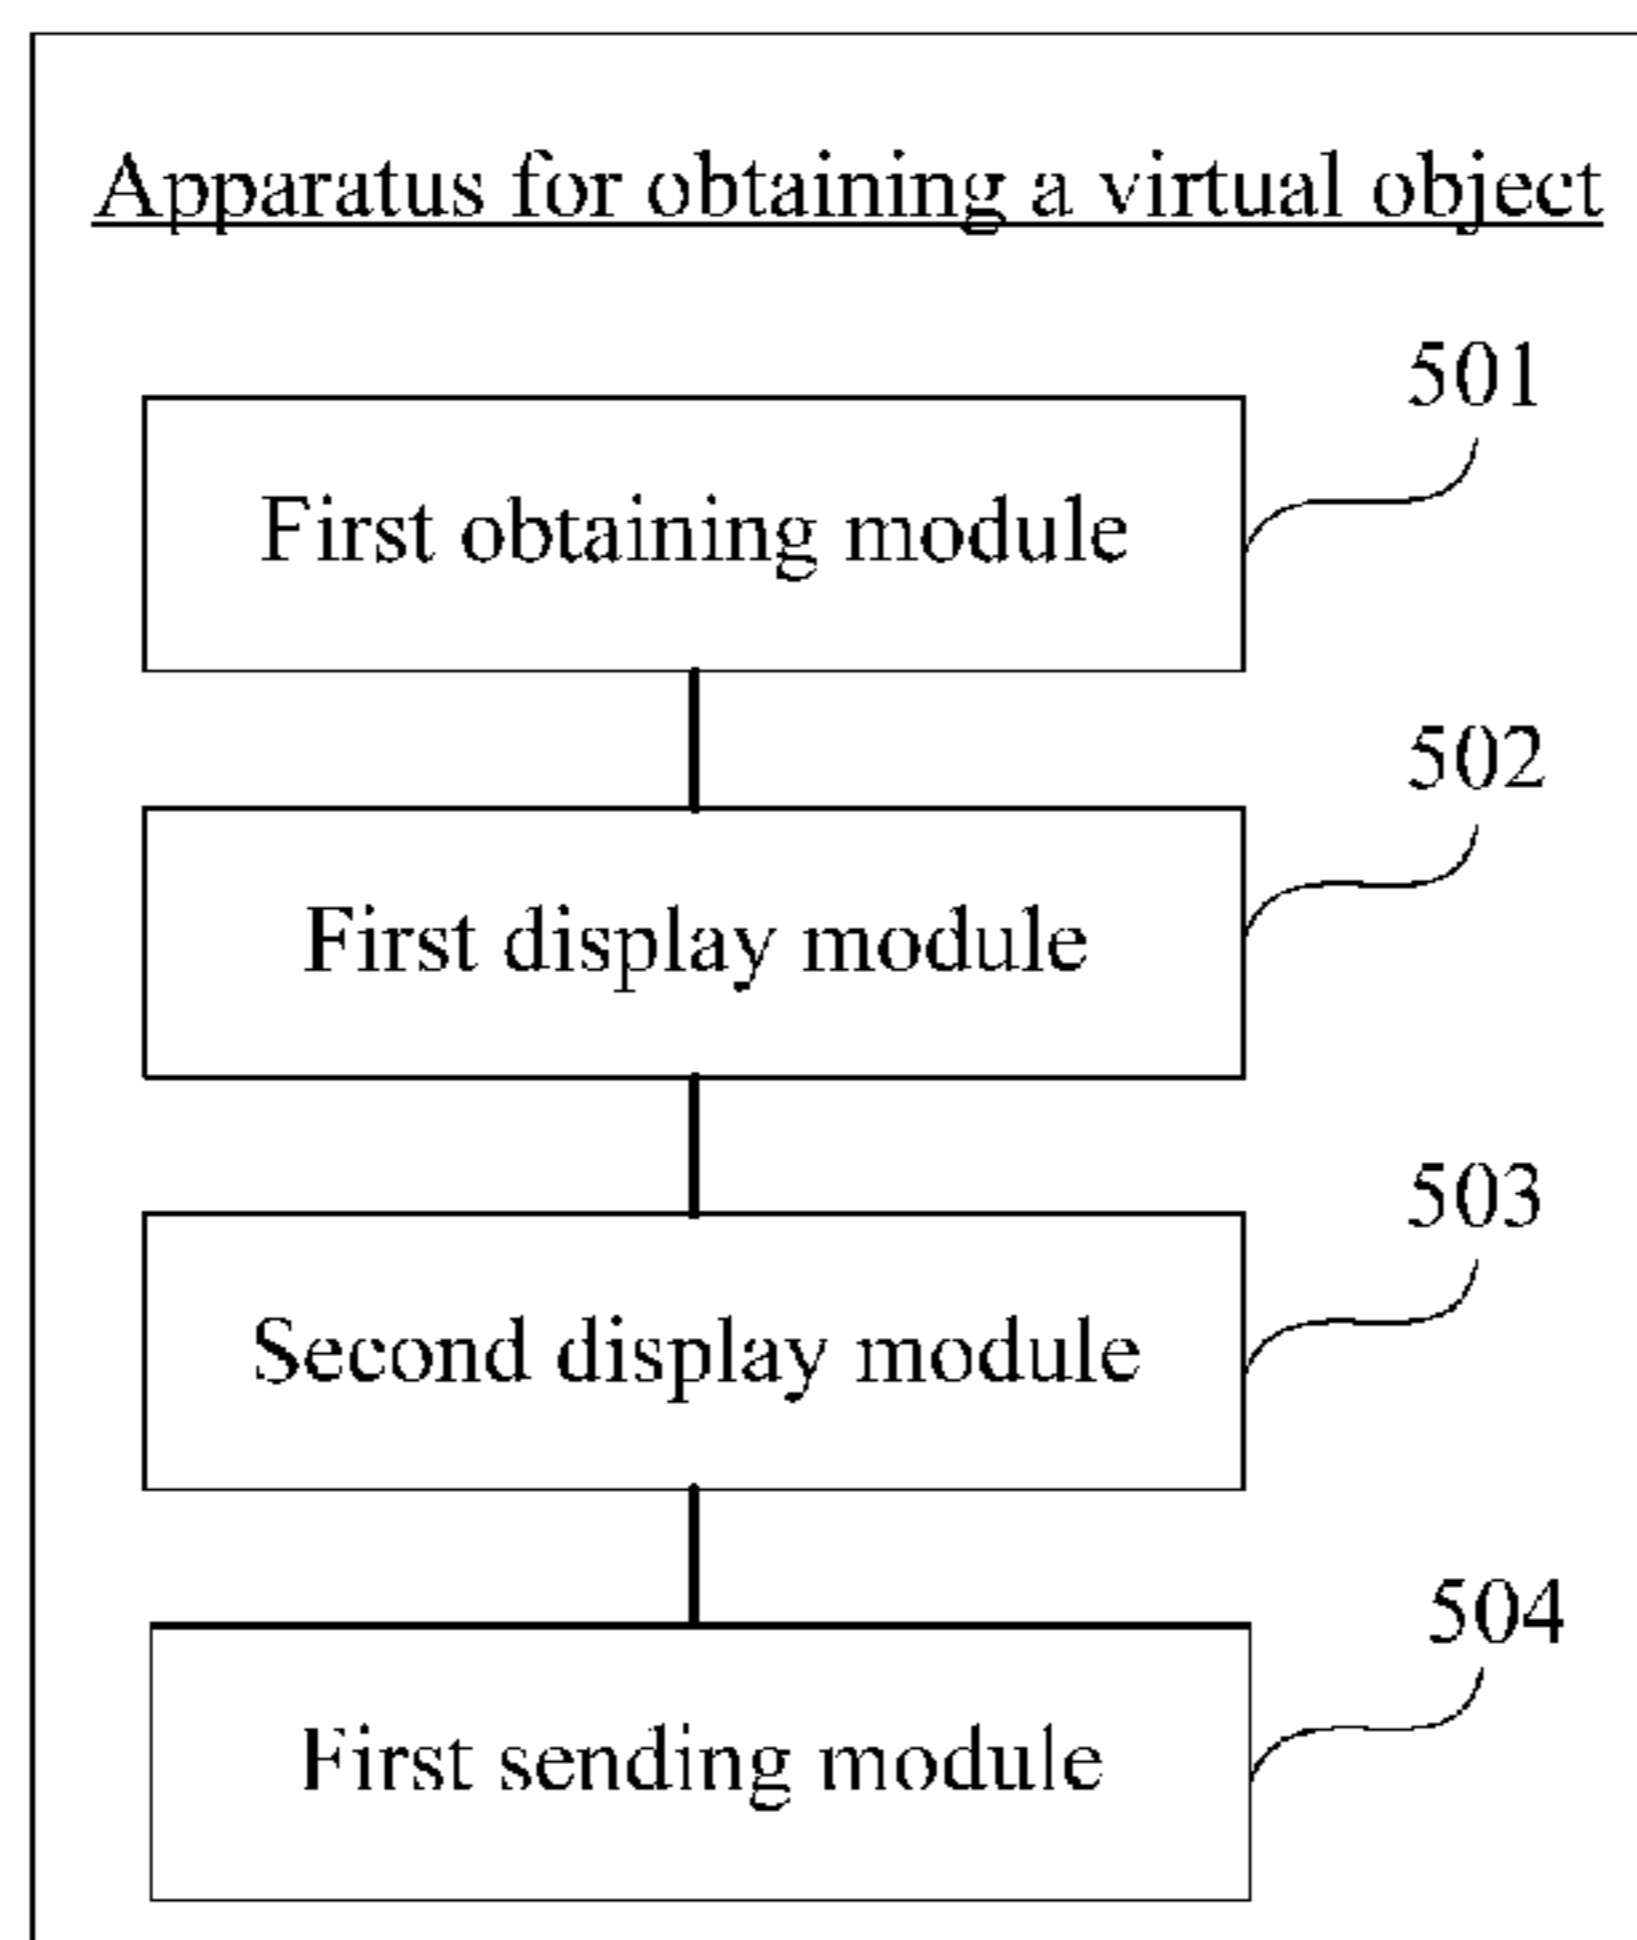 Apparatus for obtaining a virtual object
501
First obtaining module
502
First display module
503
Second display module
504
First sending module